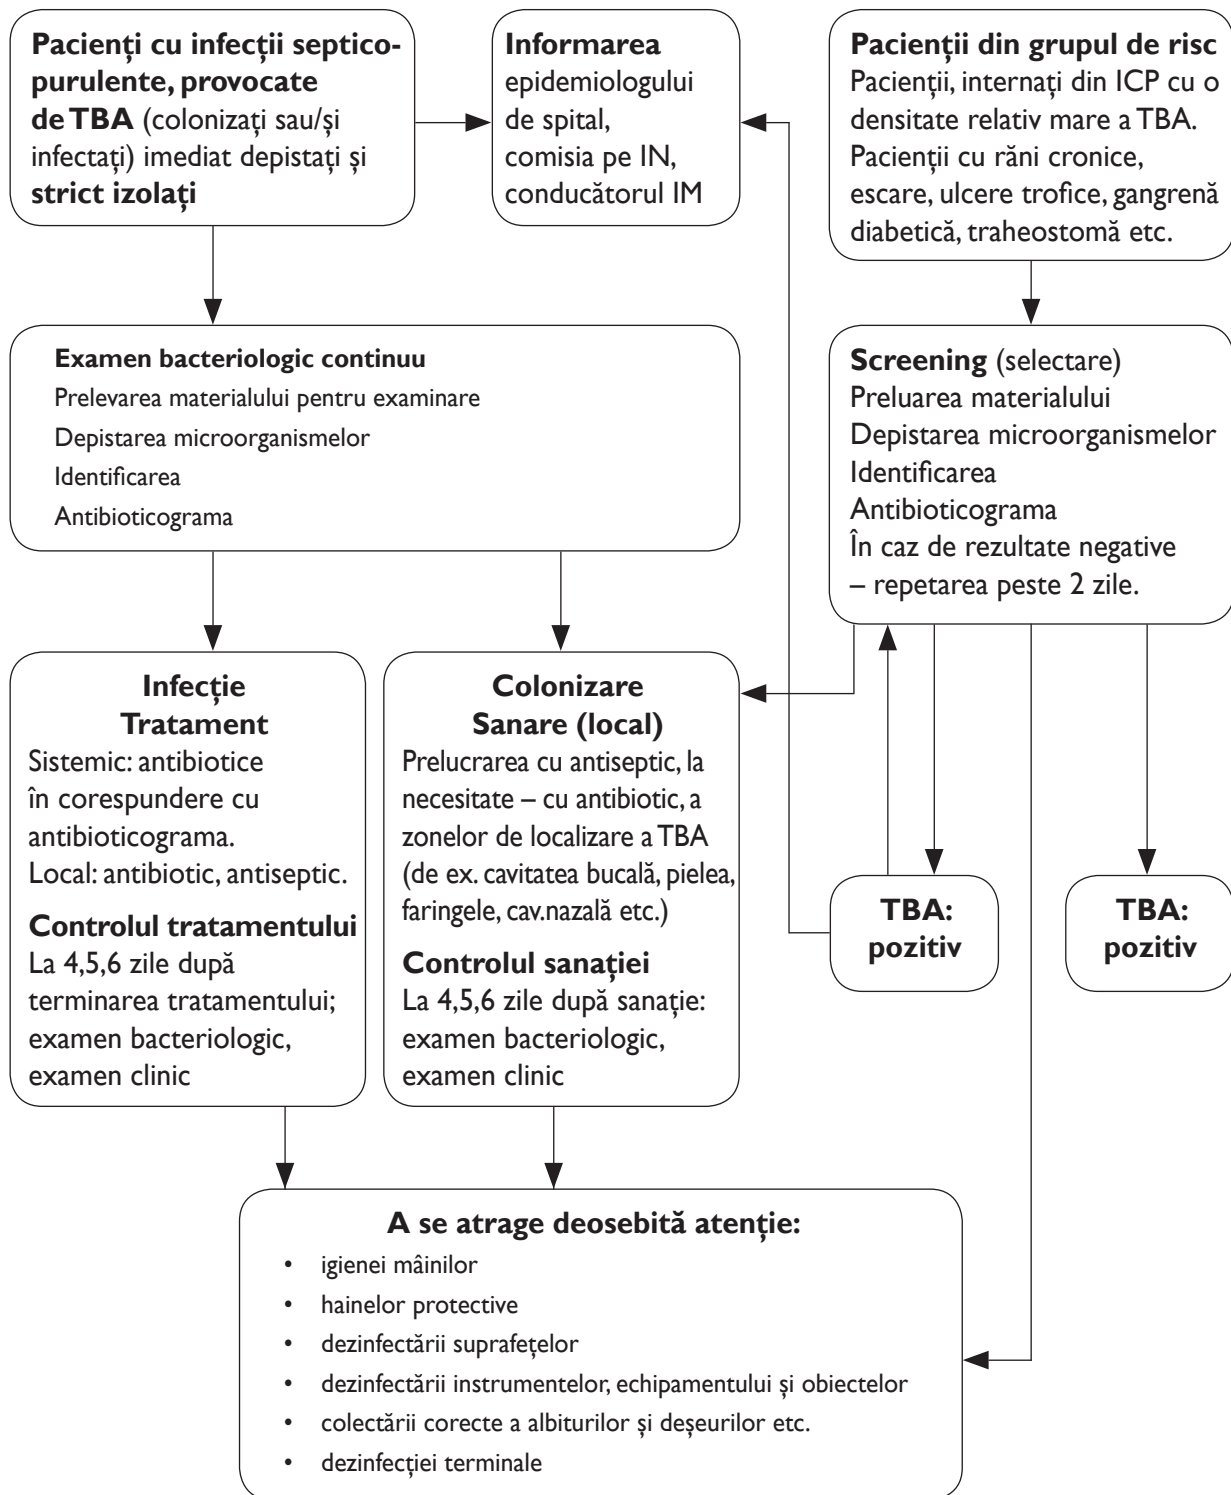 Pacienți cu infecții septico-
purulente, provocate
de TBA (colonizați sau/și
infectați) imediat depistați și
strict izolați
Informarea
epidemiologului
de spital,
comisia pe IN,
conducătorul IM
Pacienții din grupul de risc
Pacienții, internați din ICP cu o
densitate relativ mare a TBA.
Pacienții cu răni cronice,
escare, ulcere trofice, gangrenă
diabetică, traheostomă etc.
Examen bacteriologic continuu
Prelevarea materialului pentru examinare
Depistarea microorganismelor
Identificarea
Antibioticograma
Screening (selectare)
Preluarea materialului
Depistarea microorganismelor
Identificarea
Antibioticograma
În caz de rezultate negative
– repetarea peste 2 zile.
Infecție
Tratament
Sistemic: antibiotice
în corespundere cu
antibioticograma.
Local: antibiotic, antiseptic.
Controlul tratamentului
La 4,5,6 zile după
terminarea tratamentului;
examen bacteriologic,
examen clinic
Colonizare
Sanare (local)
Prelucrarea cu antiseptic, la
necesitate – cu antibiotic, a
zonelor de localizare a TBA
(de ex. cavitatea bucală, pielea,
faringele, cav.nazală etc.)
Controlul sanației
La 4,5,6 zile după sanație:
examen bacteriologic,
examen clinic
TBA:
pozitiv
TBA:
pozitiv
A se atrage deosebită atenție:
• igienei mâinilor
• hainelor protective
• dezinfectării suprafețelor
• dezinfectării instrumentelor, echipamentului și obiectelor
• colectării corecte a albiturilor și deșeurilor etc.
• dezinfecției terminale